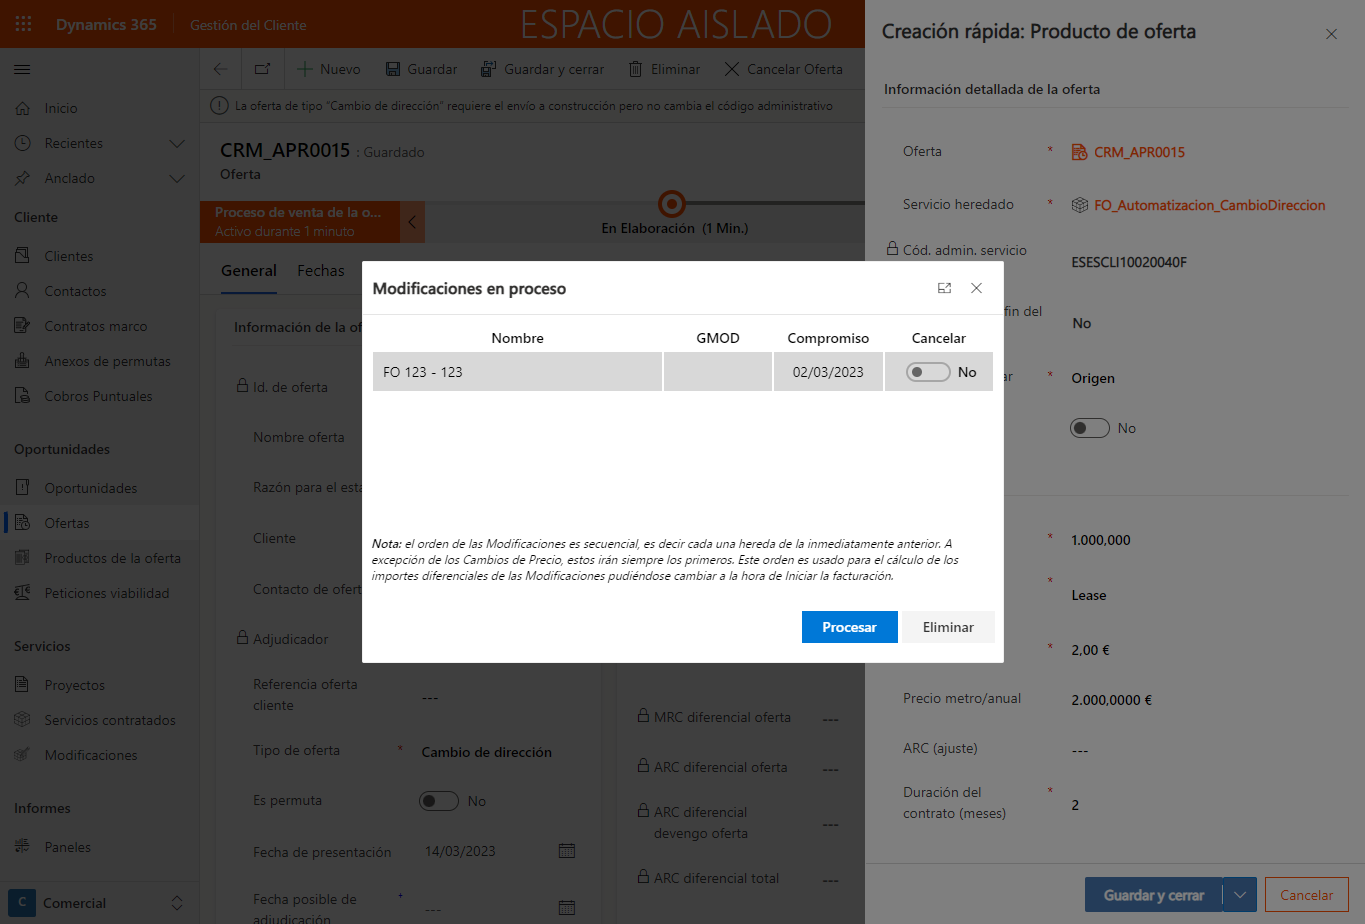 Dynamics 365
Gestión del Cliente
ESPACIO AISLADO
Nuevo
Guardar
Guardar y cerrar
Eliminar
Cancelar Oferta
La oferta de tipo "Cambio de dirección" requiere el envío a construcción pero no cambia el código administrativo
Inicio
Recientes
Anclado
Cliente
Clientes
Contactos
Contratos marco
Anexos de permutas
Cobros Puntuales
Oportunidades
Oportunidades
Ofertas
Productos de la oferta
Peticiones viabilidad
Servicios
Proyectos
Servicios contratados
Modificaciones
Informes
Paneles
C Comercial
CRM_APR0015 : Guardado
Oferta
Proceso de venta de la o...
Activo durante 1 minuto
En Elaboración (1 Min.)
General Fechas
Información de la of
Id. de oferta
Nombre oferta
Razón para el esta
Cliente
Contacto de ofert
Adjudicador
Referencia oferta
cliente
---
Tipo de oferta * Cambio de dirección
Es permuta No
Fecha de presentación 14/03/2023
Fecha posible de
adjudicación
+
---
MRC diferencial oferta ---
ARC diferencial oferta ---
ARC diferencial
devengo oferta
---
ARC diferencial total ---
Modificaciones en proceso
Nombre GMOD Compromiso Cancelar
FO 123 - 123 02/03/2023 No
Nota: el orden de las Modificaciones es secuencial, es decir cada una hereda de la inmediatamente anterior. A
excepción de los Cambios de Precio, estos irán siempre los primeros. Este orden es usado para el cálculo de los
importes diferenciales de las Modificaciones pudiéndose cambiar a la hora de Iniciar la facturación.
Procesar Eliminar
Creación rápida: Producto de oferta
Información detallada de la oferta
Oferta * CRM_APR0015
Servicio heredado * FO_Automatizacion_CambioDireccion
Cód. admin. servicio
ESESCLI10020040F
fin del
No
ar * Origen
No
* 1.000,000
*
Lease
* 2,00 €
Precio metro/anual 2.000,0000 €
ARC (ajuste) ---
Duración del
contrato (meses)
*
2
Guardar y cerrar
Cancelar